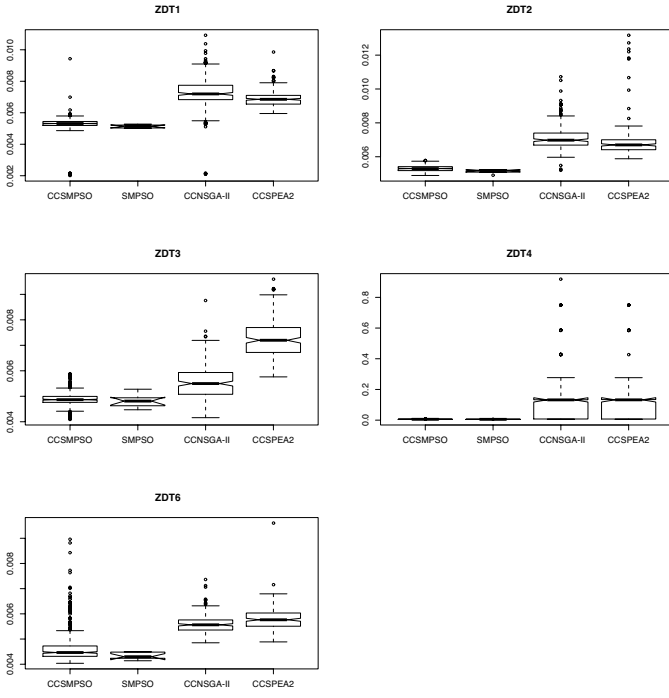 ZDT1
0.002 0.004 0.006 0.008 0.010
CCSMPSO SMPSO CCNSGA-II CCSPEA2
ZDT2
0.006 0.008 0.010 0.012
CCSMPSO SMPSO CCNSGA-II CCSPEA2
ZDT3
0.004 0.006 0.008
CCSMPSO SMPSO CCNSGA-II CCSPEA2
ZDT4
0.0 0.2 0.4 0.6 0.8
CCSMPSO SMPSO CCNSGA-II CCSPEA2
ZDT6
0.004 0.006 0.008
CCSMPSO SMPSO CCNSGA-II CCSPEA2